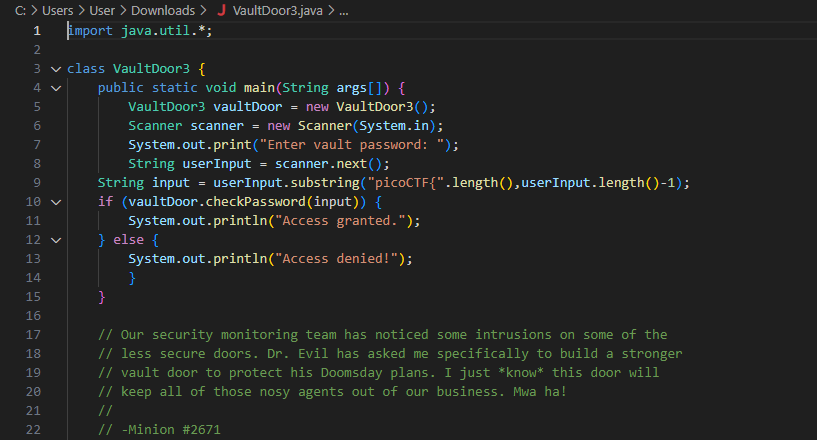 C: > Users > User > Downloads > VaultDoor3.java > ...
1 import java.util.*;
2
3 class VaultDoor3 {
4     public static void main(String args[]) {
5         VaultDoor3 vaultDoor = new VaultDoor3();
6         Scanner scanner = new Scanner(System.in);
7         System.out.print("Enter vault password: ");
8         String userInput = scanner.next();
9     String input = userInput.substring("picoCTF{".length(),userInput.length()-1);
10     if (vaultDoor.checkPassword(input)) {
11         System.out.println("Access granted.");
12     } else {
13         System.out.println("Access denied!");
14         }
15     }
16
17     // Our security monitoring team has noticed some intrusions on some of the
18     // less secure doors. Dr. Evil has asked me specifically to build a stronger
19     // vault door to protect his Doomsday plans. I just *know* this door will
20     // keep all of those nosy agents out of our business. Mwa ha!
21     //
22     // -Minion #2671